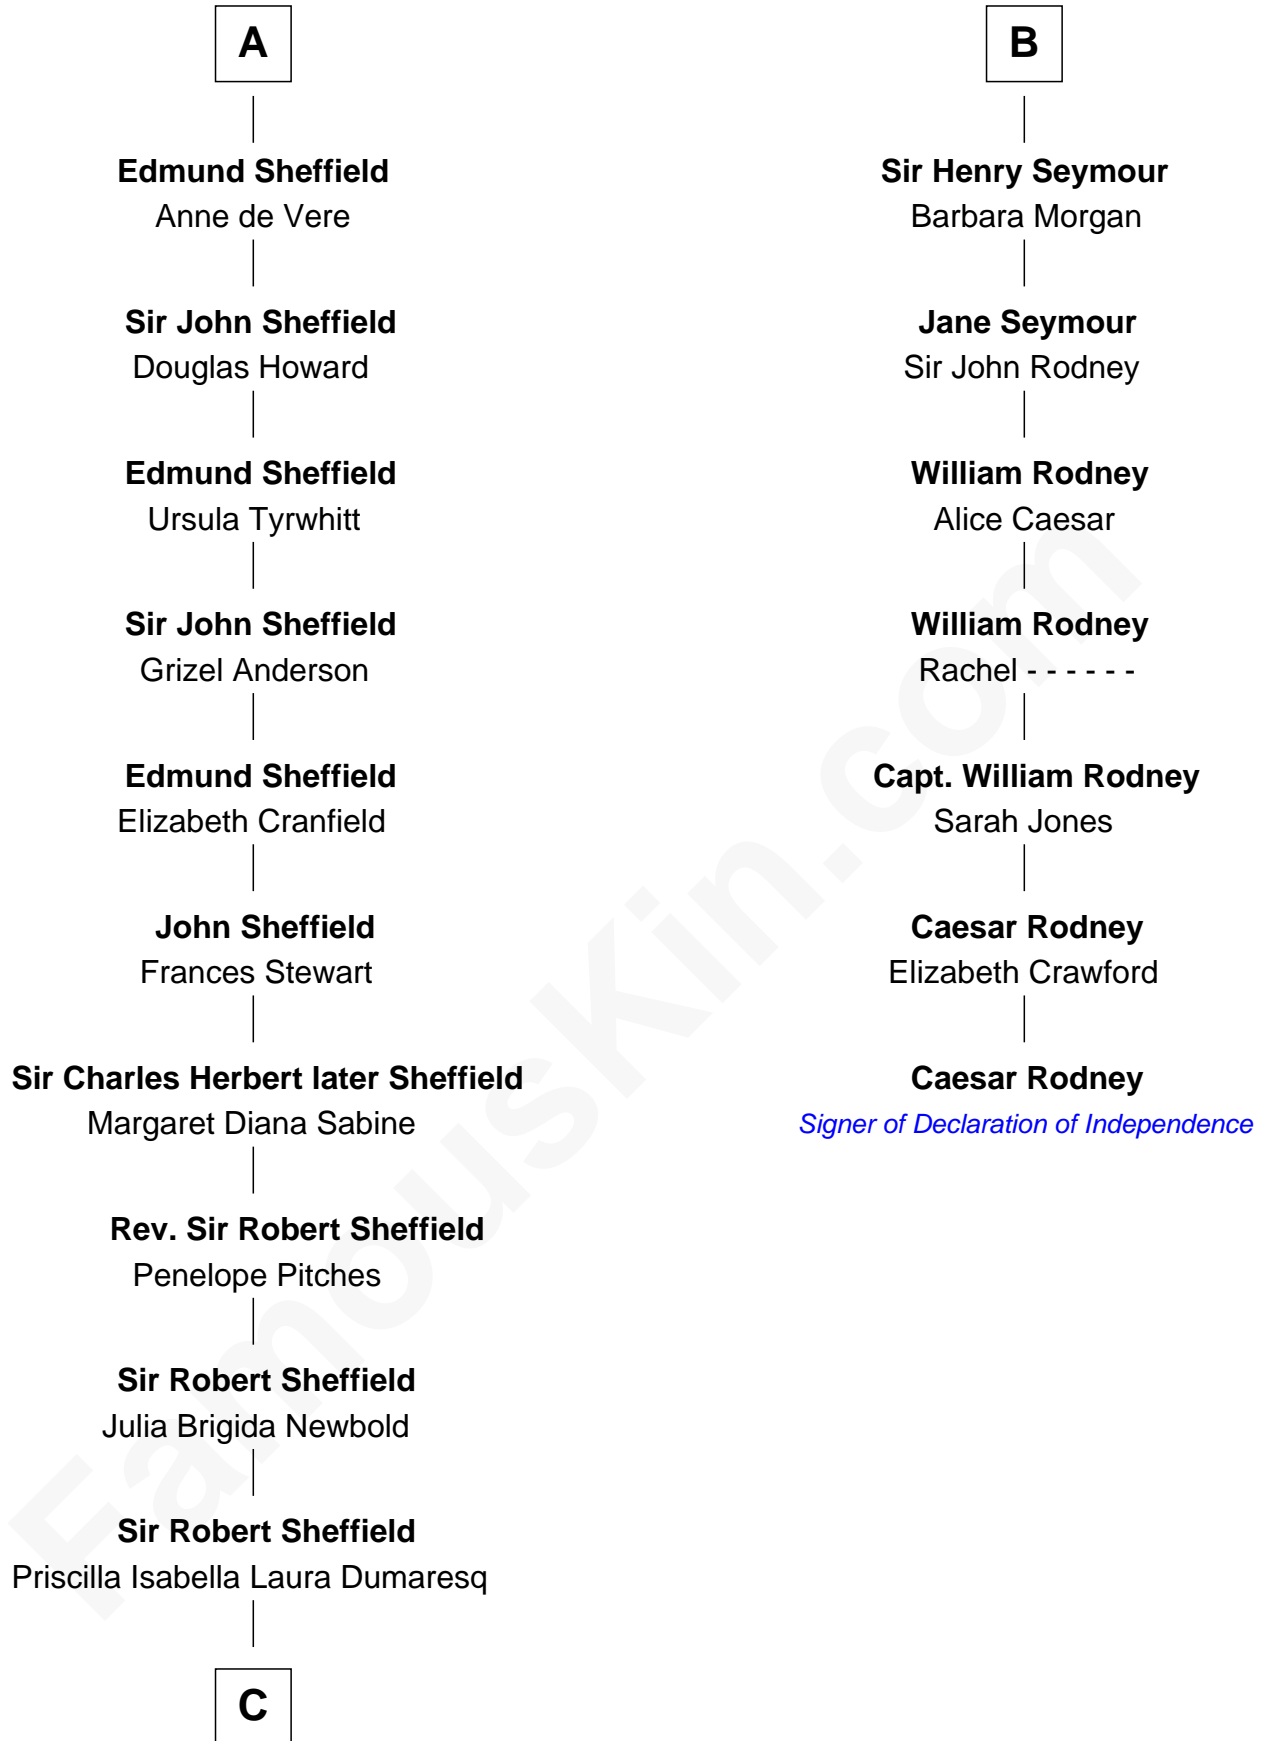 A
Edmund Sheffield
Anne de Vere
Sir John Sheffield
Douglas Howard
Edmund Sheffield
Ursula Tyrwhitt
Sir John Sheffield
Grizel Anderson
Edmund Sheffield
Elizabeth Cranfield
John Sheffield
Frances Stewart
Sir Charles Herbert later Sheffield
Margaret Diana Sabine
Rev. Sir Robert Sheffield
Penelope Pitches
Sir Robert Sheffield
Julia Brigida Newbold
Sir Robert Sheffield
Priscilla Isabella Laura Dumaresq
C
B
Sir Henry Seymour
Barbara Morgan
Jane Seymour
Sir John Rodney
William Rodney
Alice Caesar
William Rodney
Rachel - - - - - -
Capt. William Rodney
Sarah Jones
Caesar Rodney
Elizabeth Crawford
Caesar Rodney
Signer of Declaration of Independence
FamousKin.com